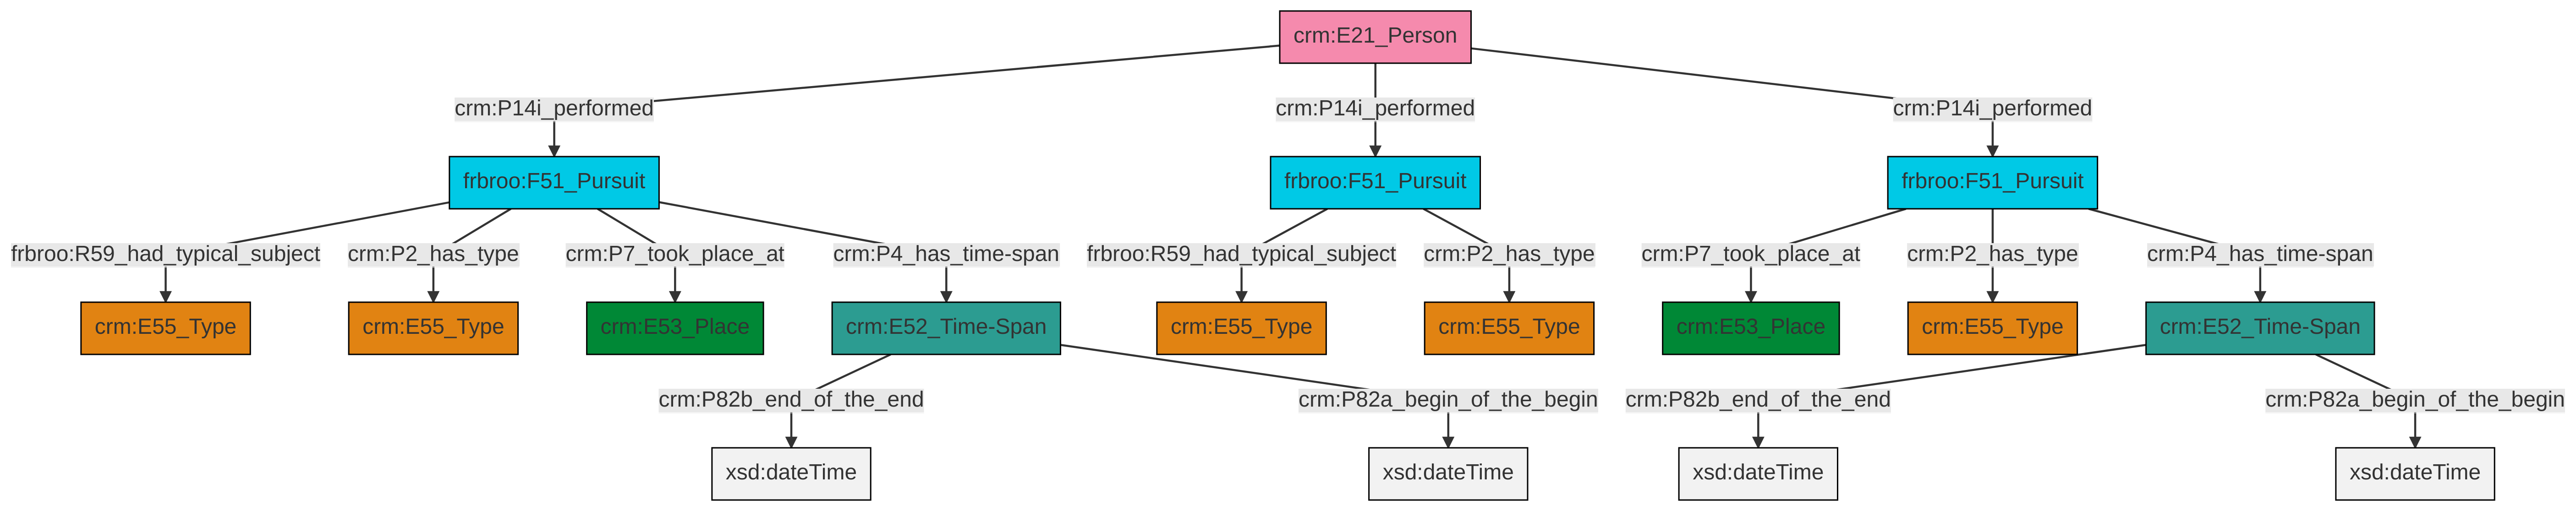 crm:E21_Person
crm:P14i_performed
crm:P14i_performed
crm:P14i_performed
frbroo:F51_Pursuit
frbroo:F51_Pursuit
frbroo:F51_Pursuit
frbroo:R59_had_typical_subject
crm:P2_has_type
crm:P7_took_place_at
crm:P4_has_time-span
frbroo:R59_had_typical_subject
crm:P2_has_type
crm:P7_took_place_at
crm:P2_has_type
crm:P4_has_time-span
crm:E55_Type
crm:E55_Type
crm:E53_Place
crm:E52_Time-Span
crm:E55_Type
crm:E55_Type
crm:E53_Place
crm:E55_Type
crm:E52_Time-Span
crm:P82b_end_of_the_end
crm:P82a_begin_of_the_begin
crm:P82b_end_of_the_end
crm:P82a_begin_of_the_begin
xsd:dateTime
xsd:dateTime
xsd:dateTime
xsd:dateTime